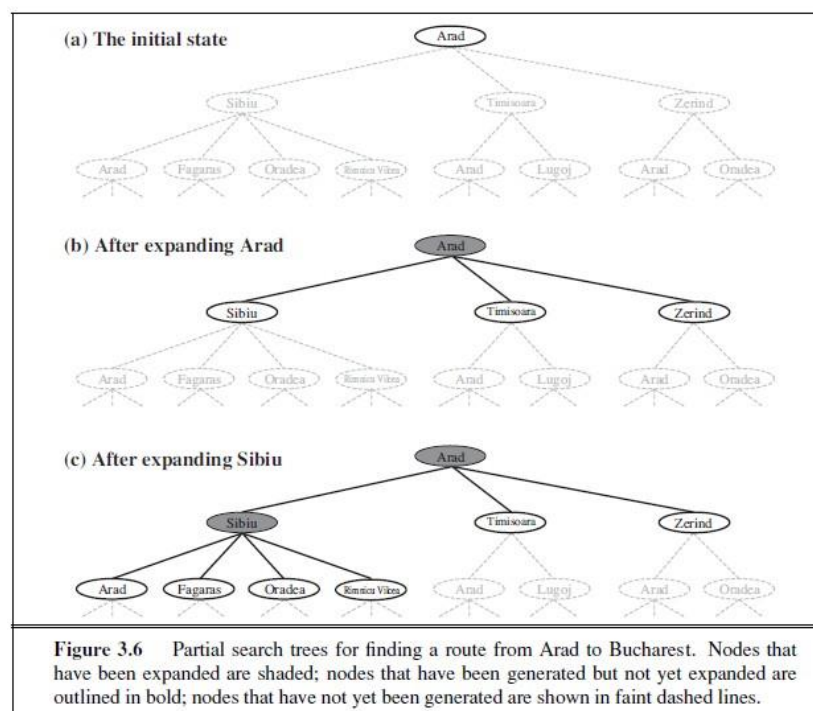 (a) The initial state
Arad
Sibiu Timisoara Zerind
Arad Fagaras Oradea Rimnicu Vilcea Arad Lugoj Arad Oradea
(b) After expanding Arad
Arad
Sibiu Timisoara Zerind
Arad Fagaras Oradea Rimnicu Vilcea Arad Lugoj Arad Oradea
(c) After expanding Sibiu
Arad
Sibiu Timisoara Zerind
Arad Fagaras Oradea Rimnicu Vilcea Arad Lugoj Arad Oradea
Figure 3.6 Partial search trees for finding a route from Arad to Bucharest. Nodes that
have been expanded are shaded; nodes that have been generated but not yet expanded are
outlined in bold; nodes that have not yet been generated are shown in faint dashed lines.